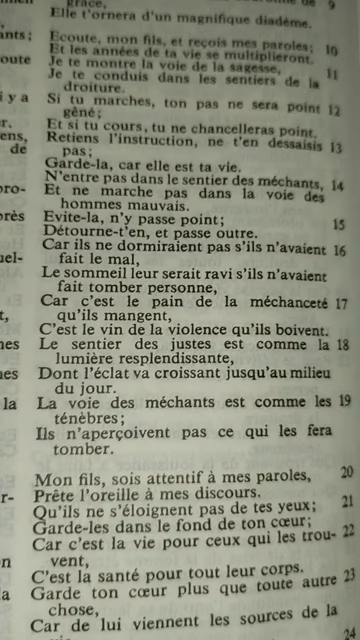 grâce, 9
Elle t'ornera d'un magnifique diadème.
ants; Ecoute, mon fils, et reçois mes paroles; 10
Et les années de ta vie se multiplieront.
oute Je te montre la voie de la sagesse, 11
Je te conduis dans les sentiers de la
droiture.
i y a Si tu marches, ton pas ne sera point 12
gêné;
r. Et si tu cours, tu ne chancelleras point.
ens, Retiens l'instruction, ne t'en dessaisis 13
de pas;
Garde-la, car elle est ta vie.
N'entre pas dans le sentier des méchants, 14
pro- Et ne marche pas dans la voie des
hommes mauvais.
près Evite-la, n'y passe point; 15
Détourne-t'en, et passe outre.
Car ils ne dormiraient pas s'ils n'avaient 16
uel- fait le mal,
Le sommeil leur serait ravi s'ils n'avaient
fait tomber personne,
Car c'est le pain de la méchanceté 17
t, qu'ils mangent,
C'est le vin de la violence qu'ils boivent.
nes Le sentier des justes est comme la 18
lumière resplendissante,
nes Dont l'éclat va croissant jusqu'au milieu
du jour.
la La voie des méchants est comme les 19
ténèbres;
Ils n'aperçoivent pas ce qui les fera
tomber.
Mon fils, sois attentif à mes paroles, 20
r- Prête l'oreille à mes discours.
Qu'ils ne s'éloignent pas de tes yeux; 21
Garde-les dans le fond de ton cœur;
Car c'est la vie pour ceux qui les trou- 22
n vent,
C'est la santé pour tout leur corps.
a Garde ton cœur plus que toute autre 23
chose,
Car de lui viennent les sources de la
24